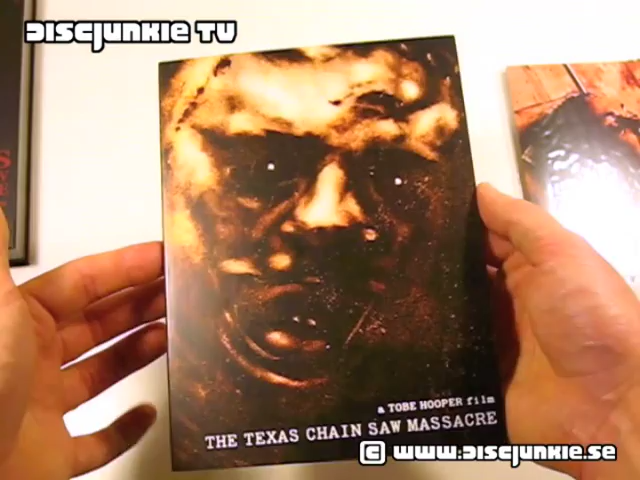 DISCJUNKIE TV
a TOBE HOOPER film
THE TEXAS CHAIN SAW MASSACRE
© WWW.DISCJUNKIE.SE